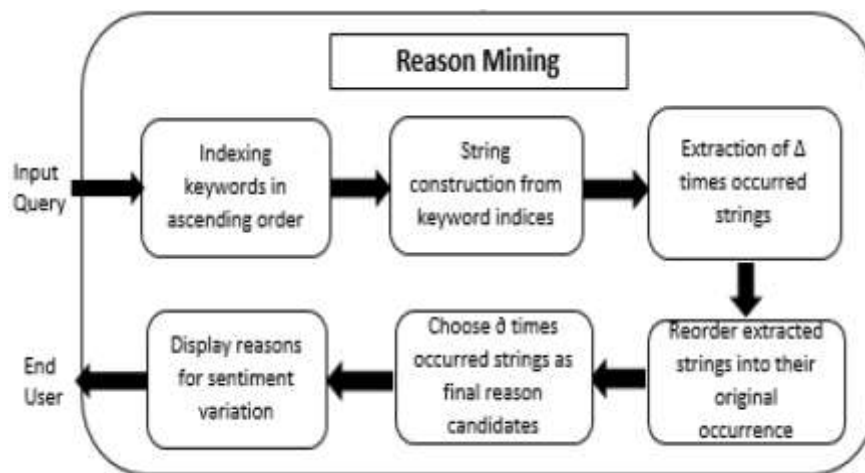 Reason Mining
Input
Query
Indexing
keywords in
ascending order
String
construction from
keyword indices
Extraction of Δ
times occurred
strings
Reorder extracted
strings into their
original
occurrence
Choose ∂ times
occurred strings as
final reason
candidates
Display reasons
for sentiment
variation
End
User